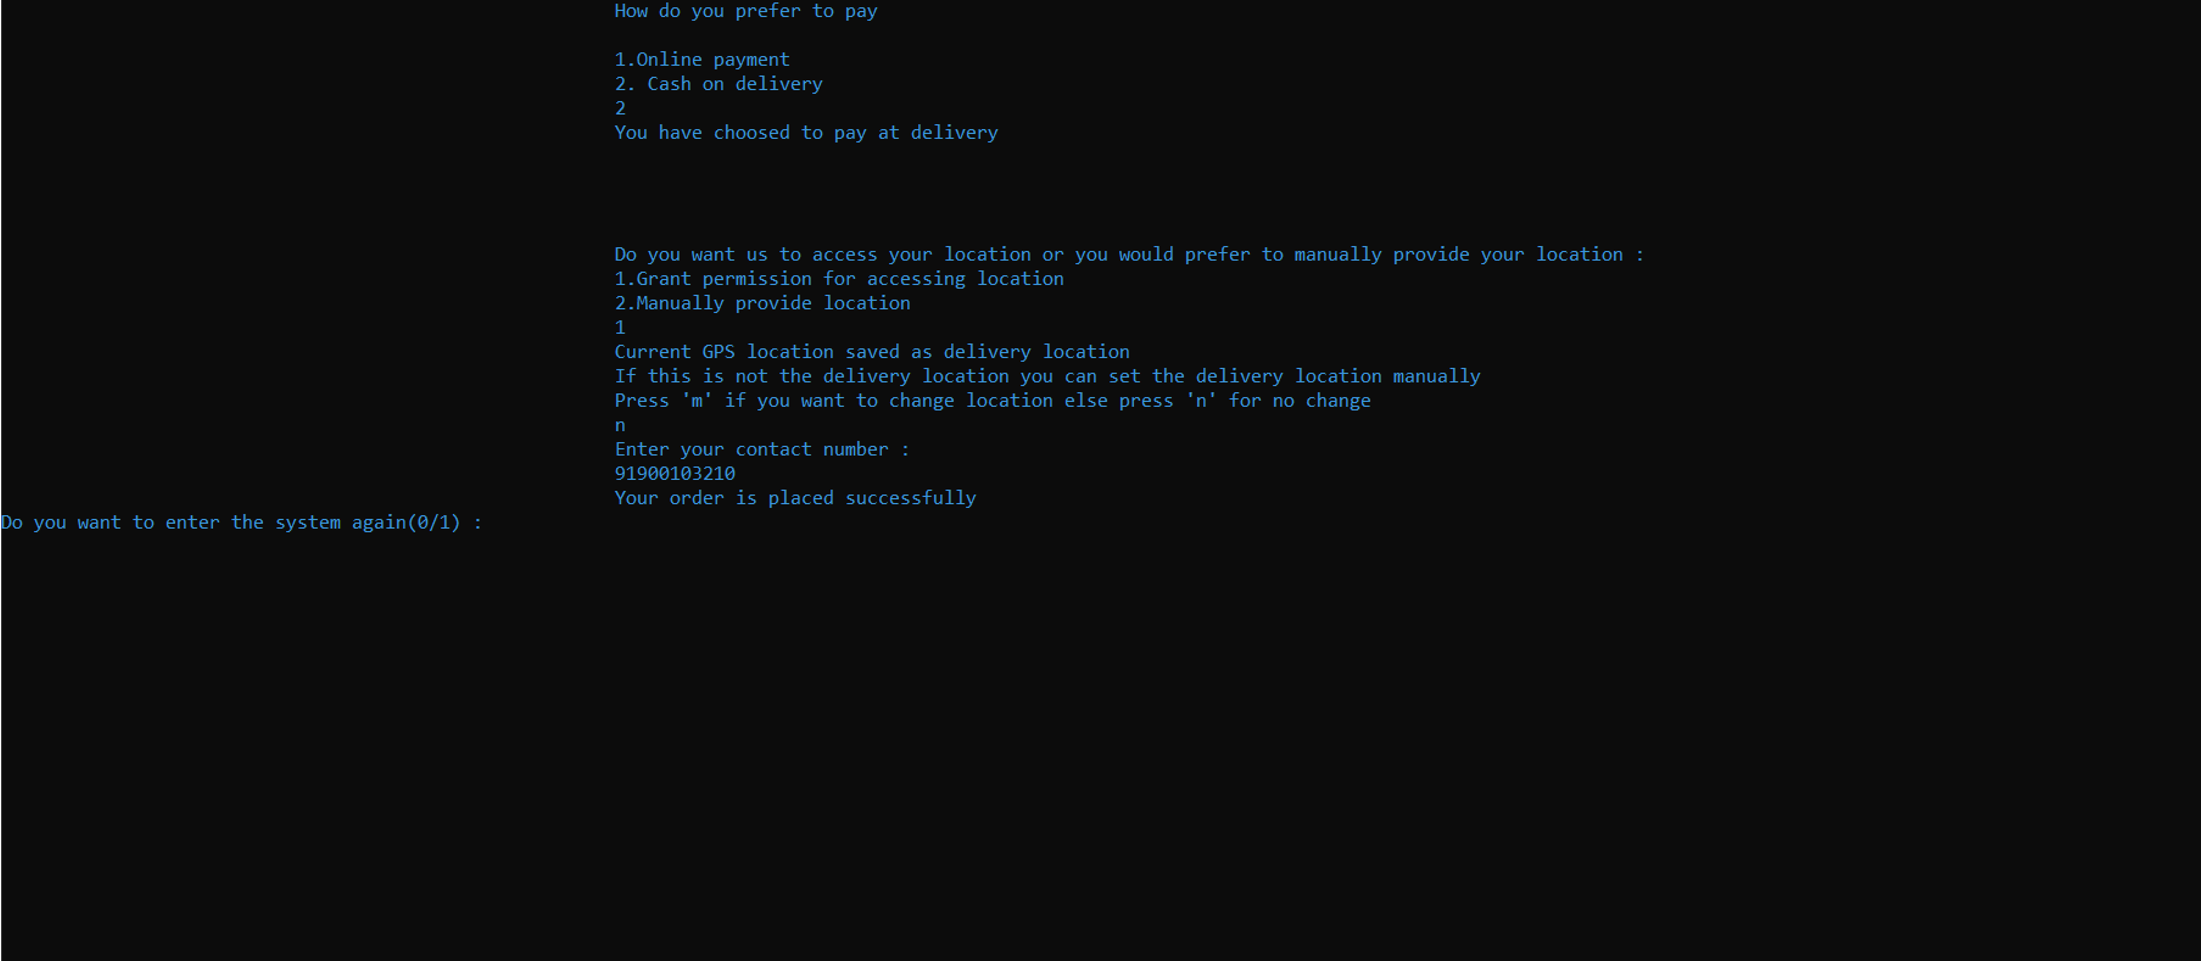 How do you prefer to pay
1.Online payment
2. Cash on delivery
2
You have choosed to pay at delivery
Do you want us to access your location or you would prefer to manually provide your location :
1.Grant permission for accessing location
2.Manually provide location
1
Current GPS location saved as delivery location
If this is not the delivery location you can set the delivery location manually
Press 'm' if you want to change location else press 'n' for no change
n
Enter your contact number :
91900103210
Your order is placed successfully
Do you want to enter the system again(0/1) :